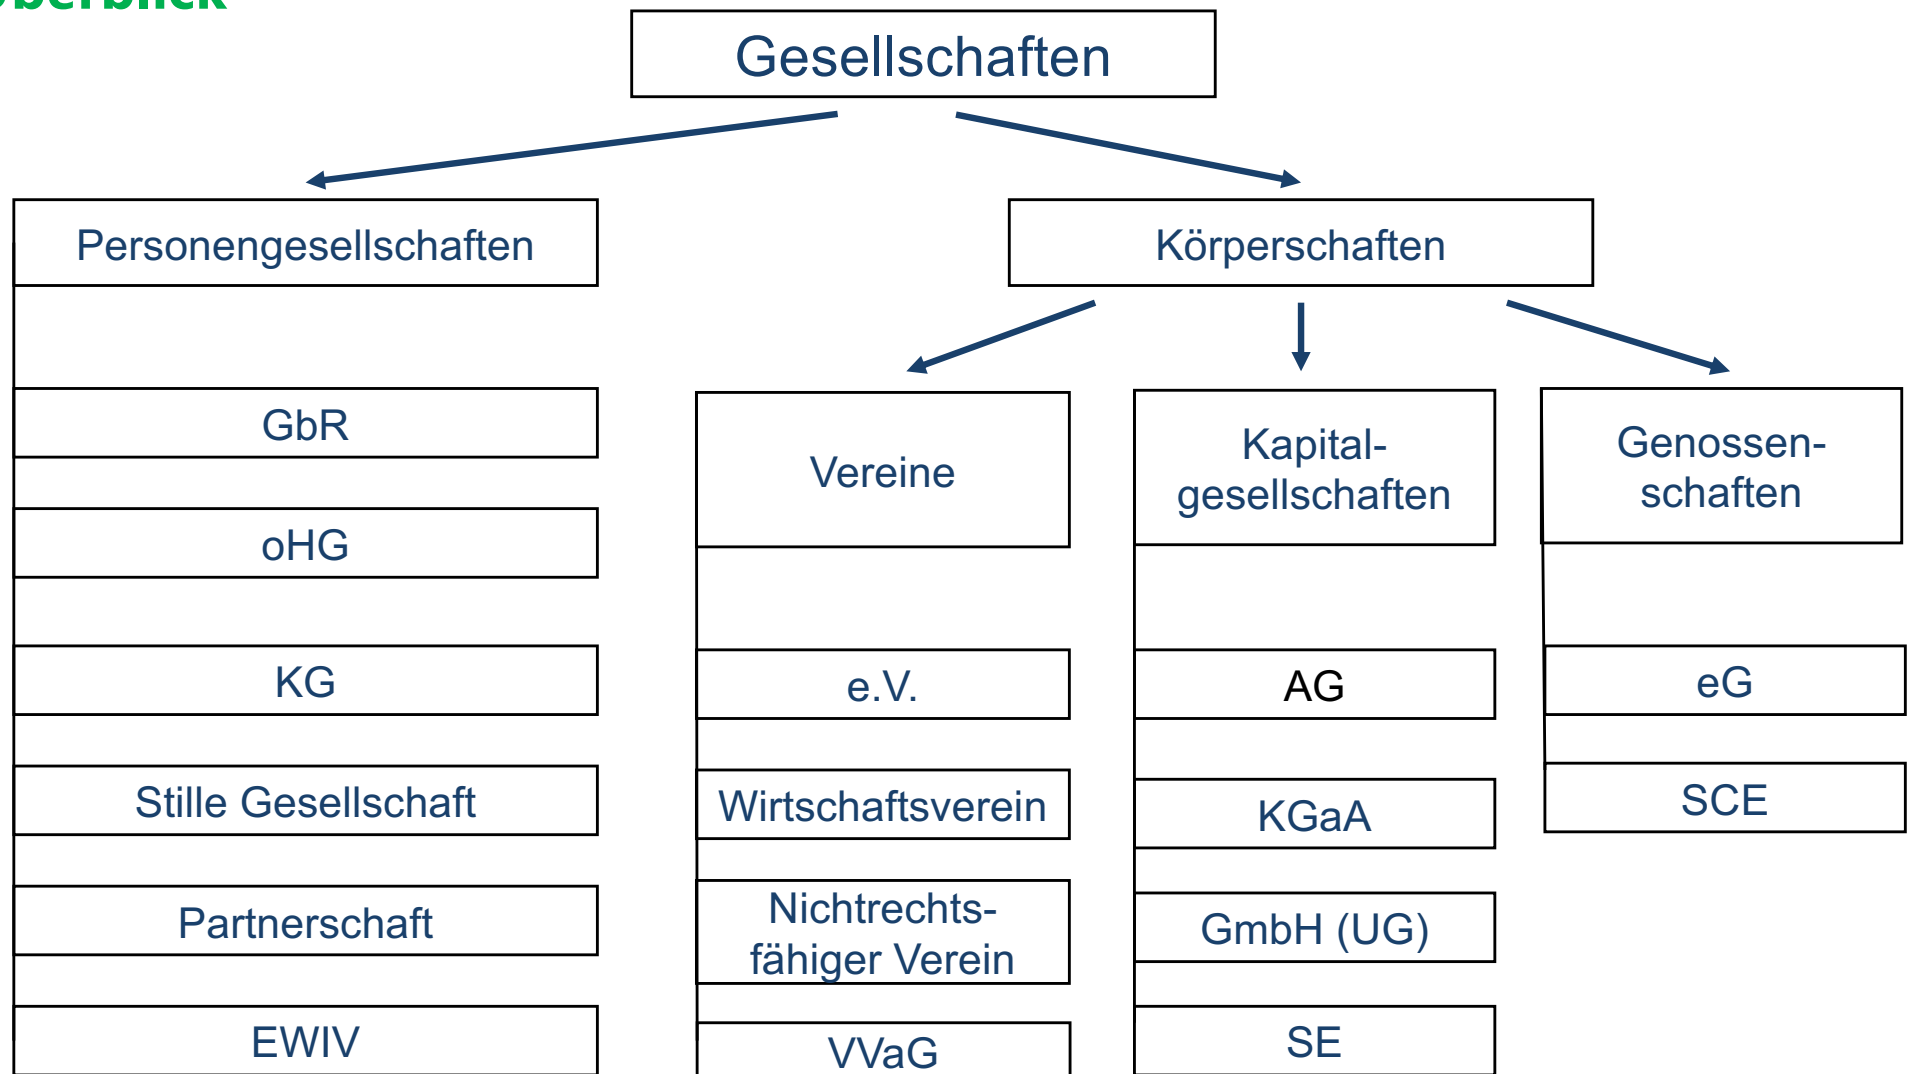 Überblick
Gesellschaften
Personengesellschaften
Körperschaften
GbR
oHG
KG
Stille Gesellschaft
Partnerschaft
EWIV
Vereine
e.V.
Wirtschaftsverein
Nichtrechts-
fähiger Verein
VVaG
Kapital-
gesellschaften
AG
KGaA
GmbH (UG)
SE
Genossen-
schaften
eG
SCE